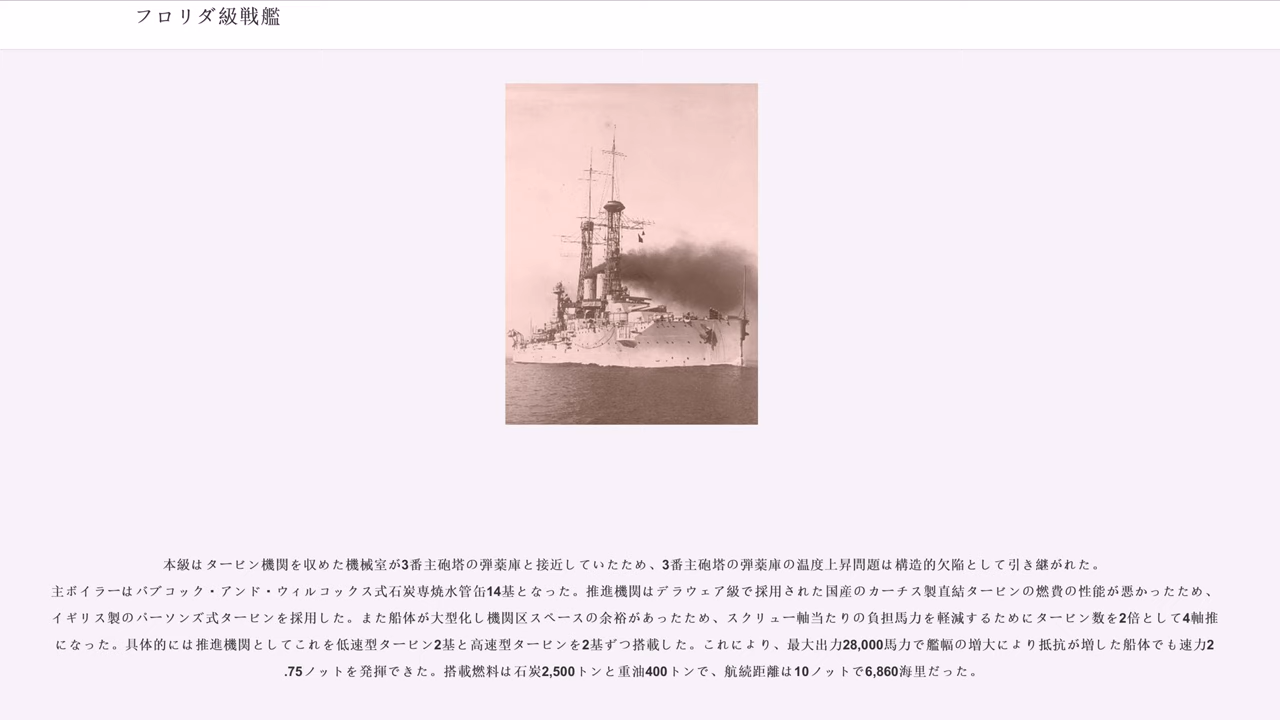 フロリダ級戦艦
本級はタービン機関を収めた機械室が3番主砲塔の弾薬庫と接近していたため、3番主砲塔の弾薬庫の温度上昇問題は構造的欠陥として引き継がれた。
主ボイラーはバブコック・アンド・ウィルコックス式石炭専焼水管缶14基となった。推進機関はデラウェア級で採用された国産のカーチス製直結タービンの燃費の性能が悪かったため、
イギリス製のパーソンズ式タービンを採用した。また船体が大型化し機関区スペースの余裕があったため、スクリュー軸当たりの負担馬力を軽減するためにタービン数を2倍として4軸推
になった。具体的には推進機関としてこれを低速型タービン2基と高速型タービンを2基ずつ搭載した。これにより、最大出力28,000馬力で艦幅の増大により抵抗が増した船体でも速力2
.75ノットを発揮できた。搭載燃料は石炭2,500トンと重油400トンで、航続距離は10ノットで6,860海里だった。